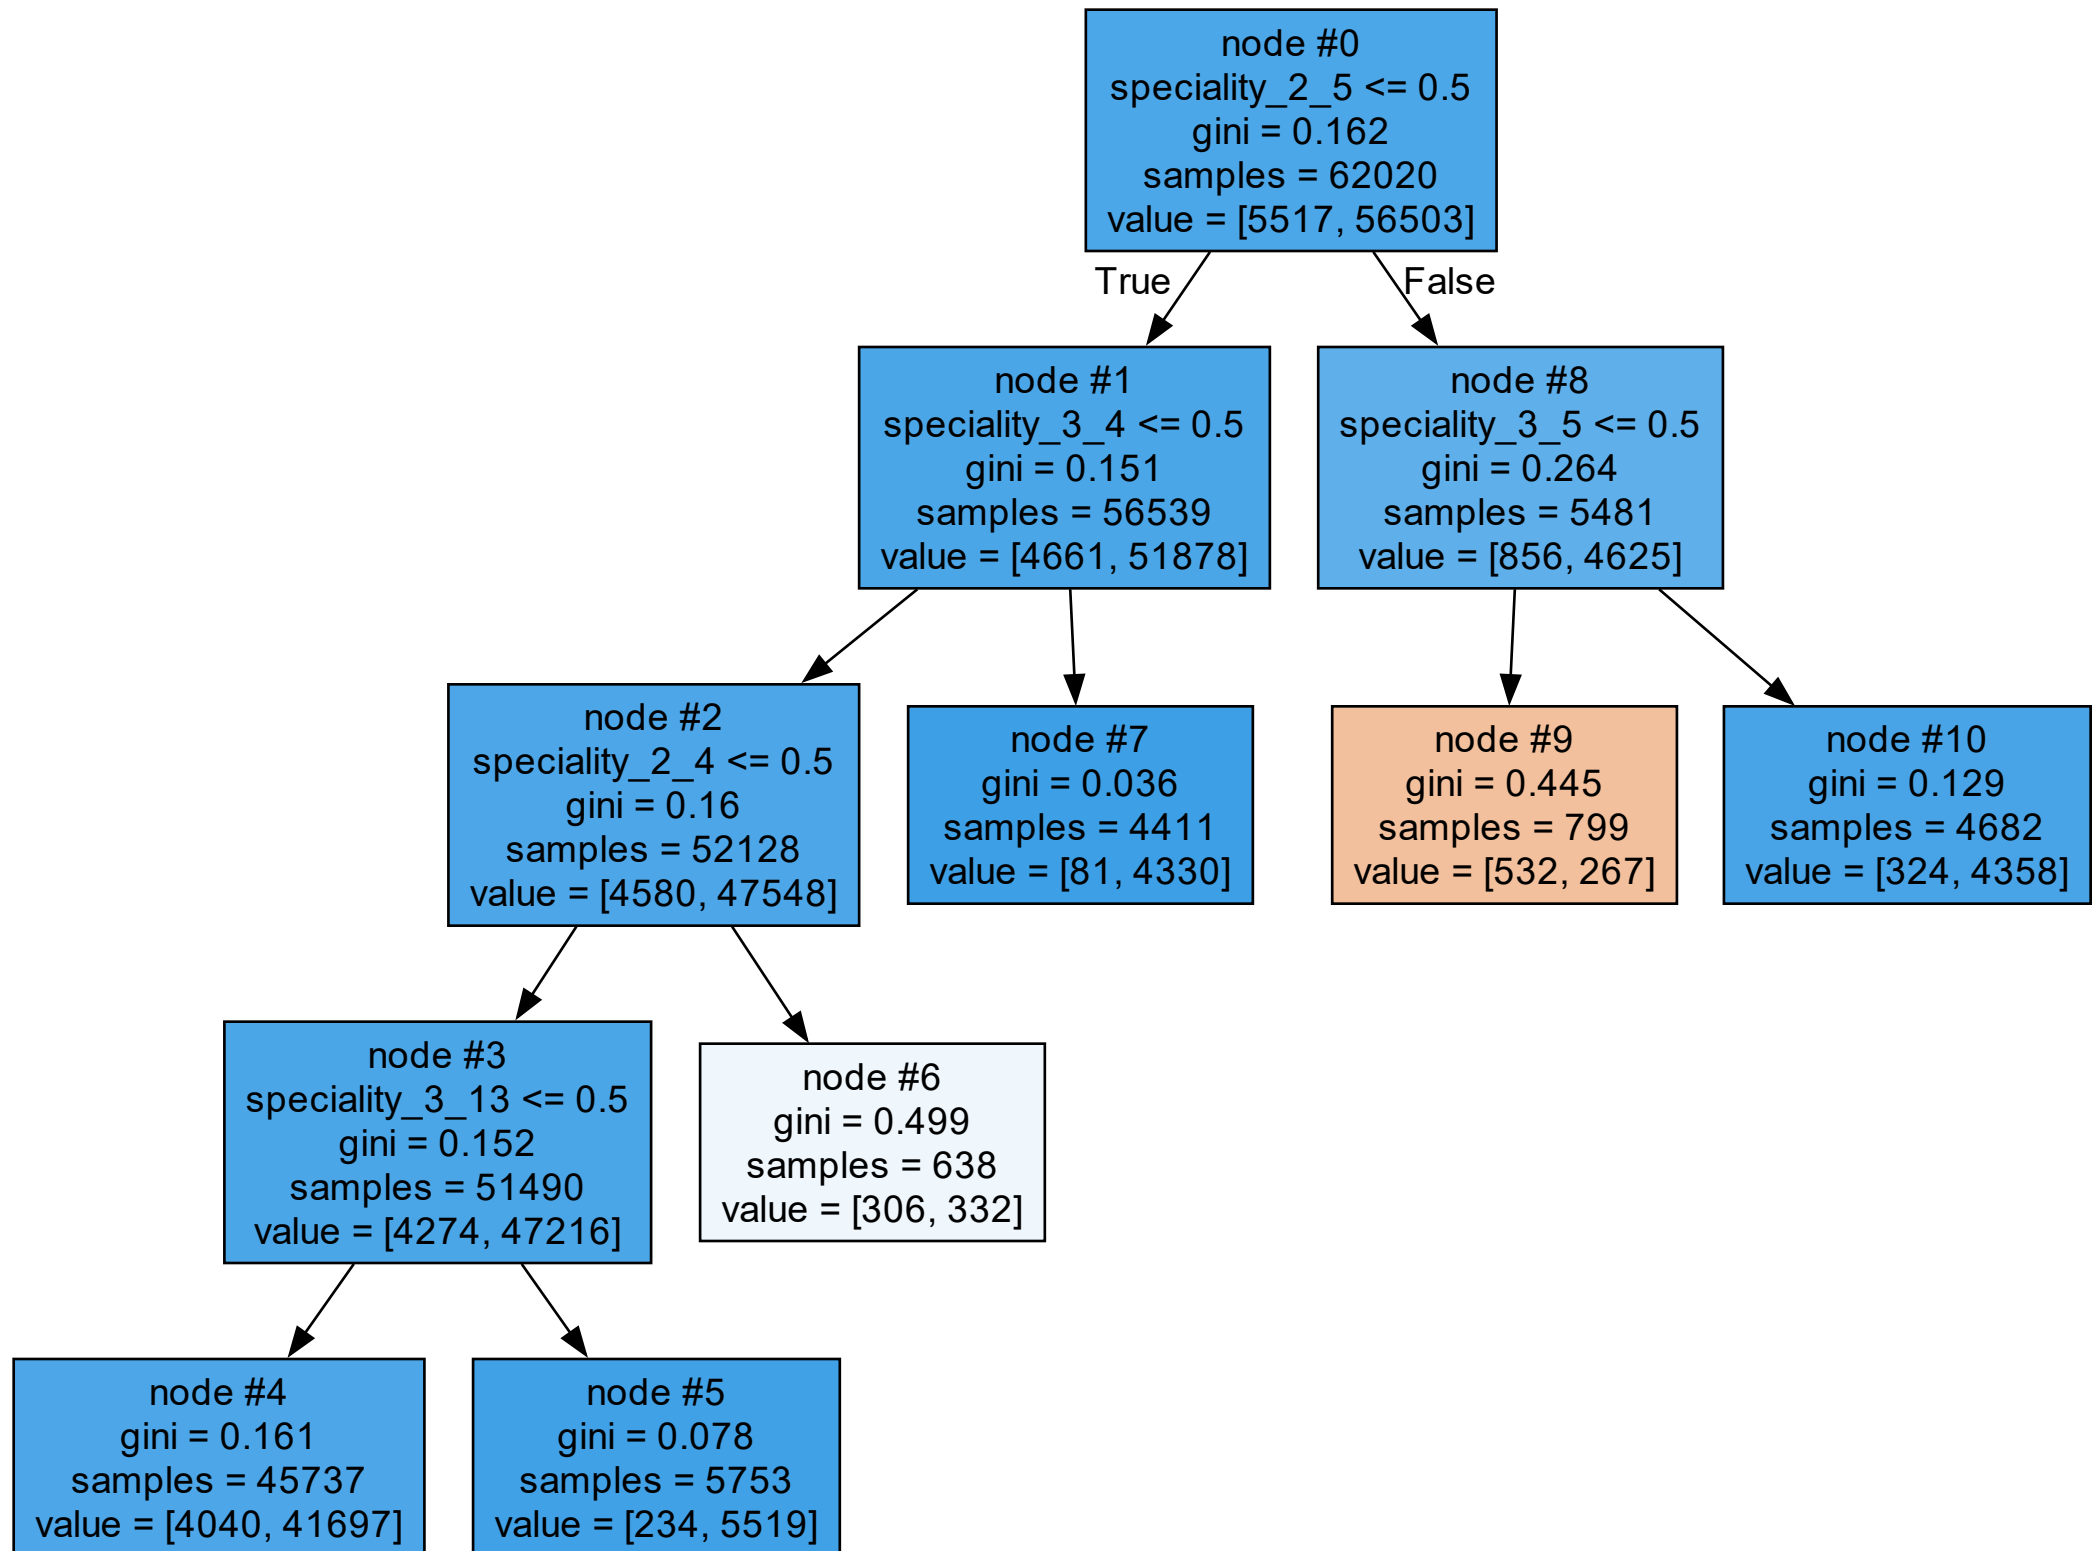 node #0
speciality_2_5 <= 0.5
gini = 0.162
samples = 62020
value = [5517, 56503]
True
False
node #1
speciality_3_4 <= 0.5
gini = 0.151
samples = 56539
value = [4661, 51878]
node #8
speciality_3_5 <= 0.5
gini = 0.264
samples = 5481
value = [856, 4625]
node #2
speciality_2_4 <= 0.5
gini = 0.16
samples = 52128
value = [4580, 47548]
node #7
gini = 0.036
samples = 4411
value = [81, 4330]
node #9
gini = 0.445
samples = 799
value = [532, 267]
node #10
gini = 0.129
samples = 4682
value = [324, 4358]
node #3
speciality_3_13 <= 0.5
gini = 0.152
samples = 51490
value = [4274, 47216]
node #6
gini = 0.499
samples = 638
value = [306, 332]
node #4
gini = 0.161
samples = 45737
value = [4040, 41697]
node #5
gini = 0.078
samples = 5753
value = [234, 5519]